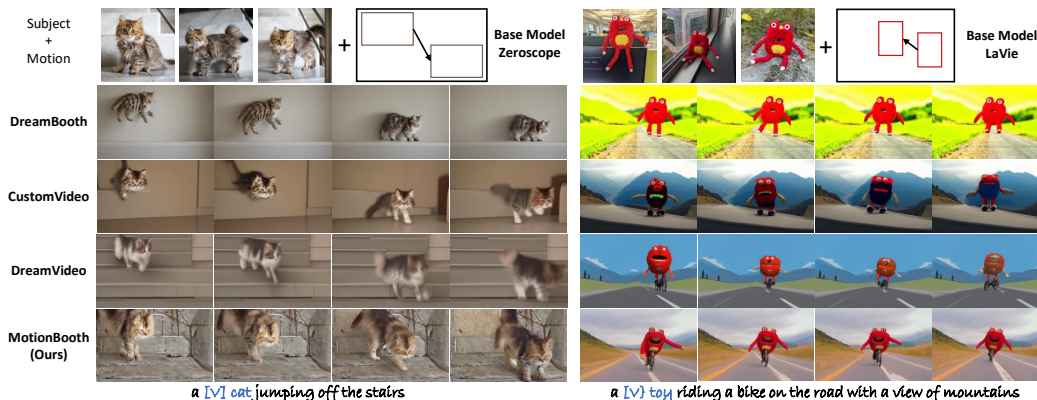 Subject
+
Motion
+
Base Model
Zeroscope
+
Base Model
LaVie
DreamBooth
CustomVideo
DreamVideo
MotionBooth
(Ours)
a [V] cat jumping off the stairs
a [V} toy riding a bike on the road with a view of mountains